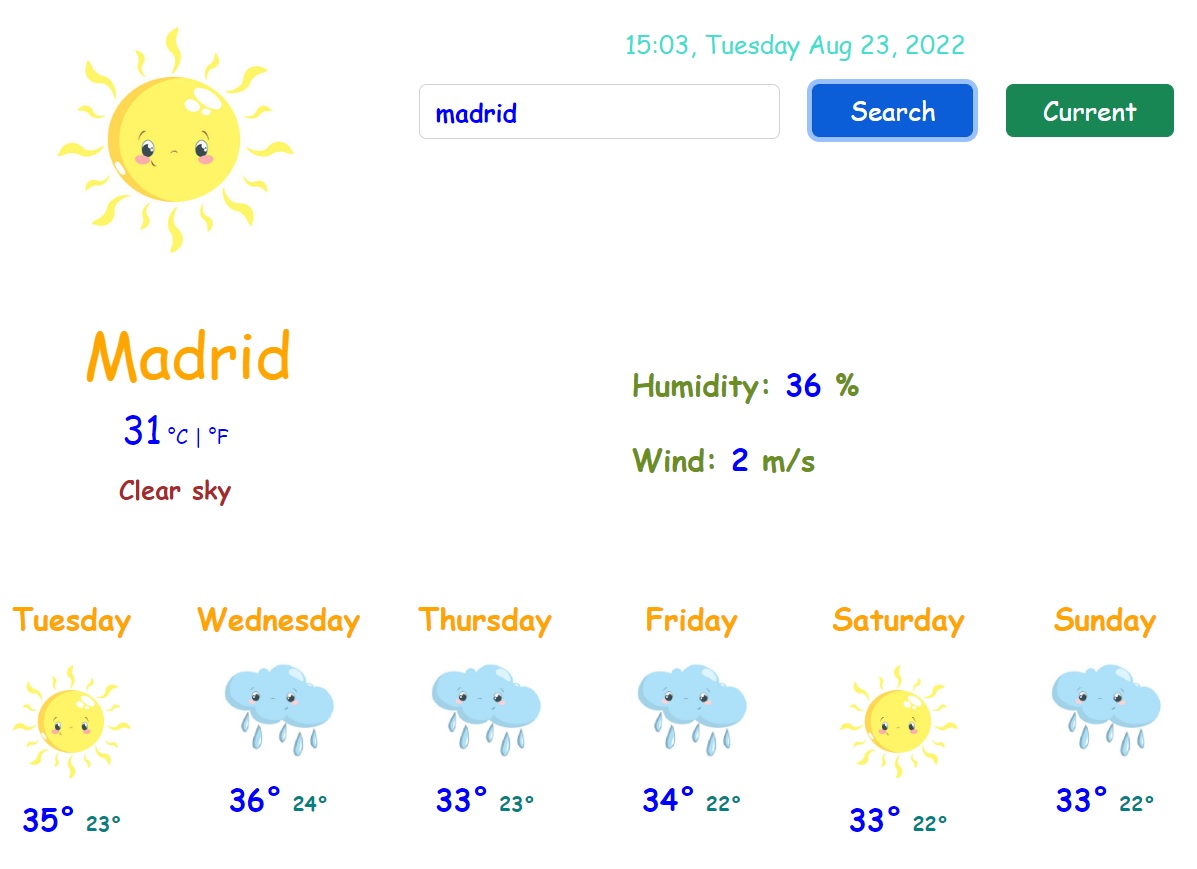 15:03, Tuesday Aug 23, 2022
madrid
Search
Current
Madrid
31 °C | °F
Clear sky
Humidity: 36 %
Wind: 2 m/s
Tuesday Wednesday Thursday Friday Saturday Sunday
35° 23° 36° 24° 33° 23° 34° 22° 33° 22° 33° 22°